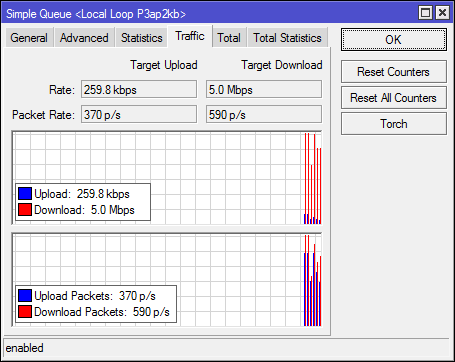 Simple Queue <Local Loop P3ap2kb>
General Advanced Statistics Traffic Total Total Statistics
OK
Reset Counters
Reset All Counters
Torch
Target Upload Target Download
Rate: 259.8 kbps 5.0 Mbps
Packet Rate: 370 p/s 590 p/s
Upload: 259.8 kbps
Download: 5.0 Mbps
Upload Packets: 370 p/s
Download Packets: 590 p/s
enabled